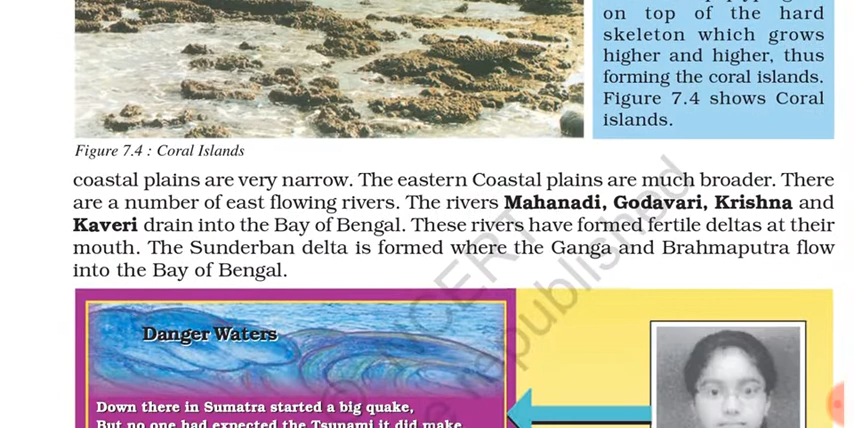 on top of the hard
skeleton which grows
higher and higher, thus
forming the coral islands.
Figure 7.4 shows Coral
islands.
Figure 7.4 : Coral Islands
coastal plains are very narrow. The eastern Coastal plains are much broader. There
are a number of east flowing rivers. The rivers Mahanadi, Godavari, Krishna and
Kaveri drain into the Bay of Bengal. These rivers have formed fertile deltas at their
mouth. The Sunderban delta is formed where the Ganga and Brahmaputra flow
into the Bay of Bengal.
© NCERT
be republished
Danger Waters
Down there in Sumatra started a big quake,
But no one had expected the Tsunami it did make